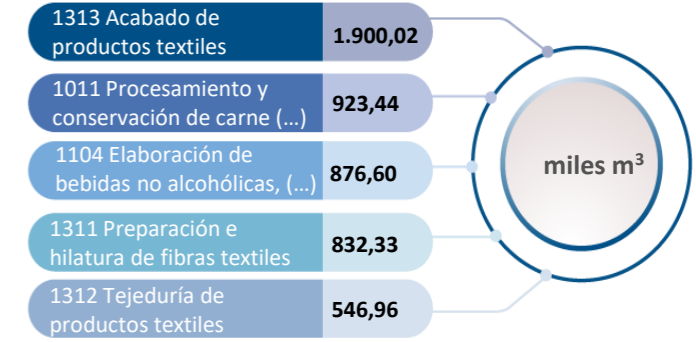 1313 Acabado de
productos textiles
1.900,02
1011 Procesamiento y
conservación de carne (...)
923,44
1104 Elaboración de
bebidas no alcohólicas, (...)
876,60
1311 Preparación e
hilatura de fibras textiles
832,33
1312 Tejeduría de
productos textiles
546,96
miles m³